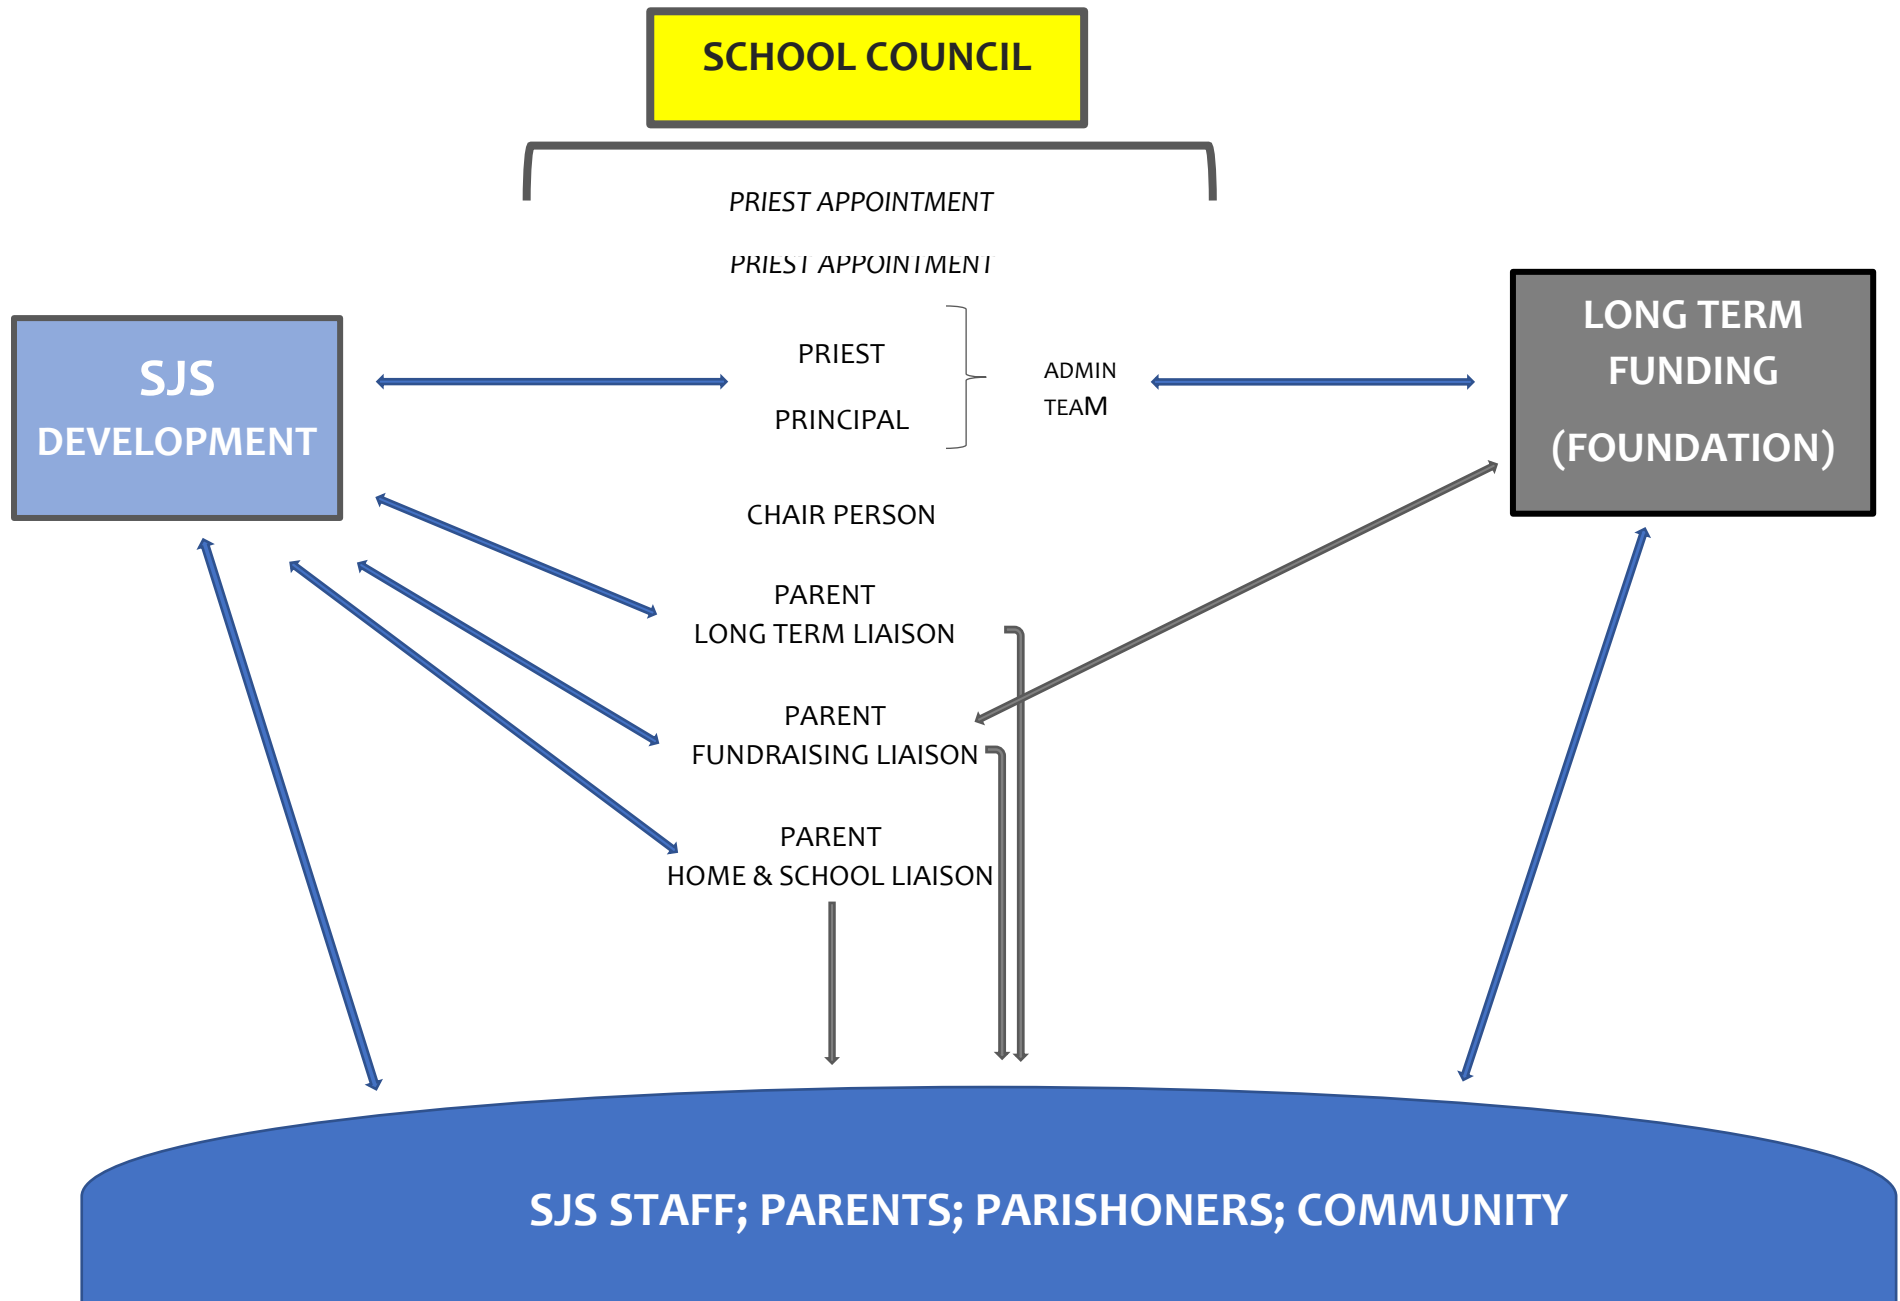 SCHOOL COUNCIL
PRIEST APPOINTMENT
PRIEST APPOINTMENT
SJS
DEVELOPMENT
PRIEST
PRINCIPAL
ADMIN
TEAM
LONG TERM
FUNDING
(FOUNDATION)
CHAIR PERSON
PARENT
LONG TERM LIAISON
PARENT
FUNDRAISING LIAISON
PARENT
HOME & SCHOOL LIAISON
SJS STAFF; PARENTS; PARISHONERS; COMMUNITY